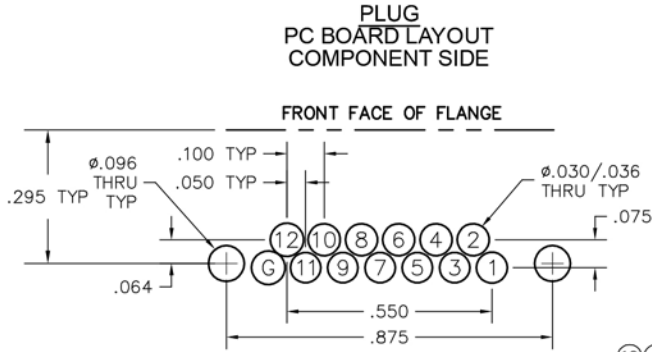 PLUG
PC BOARD LAYOUT
COMPONENT SIDE
FRONT FACE OF FLANGE
.100 TYP
.050 TYP
ø.096
THRU
TYP
.295 TYP
ø.030/.036
THRU TYP
.075
12 10 8 6 4 2
G 11 9 7 5 3 1
.064
.550
.875